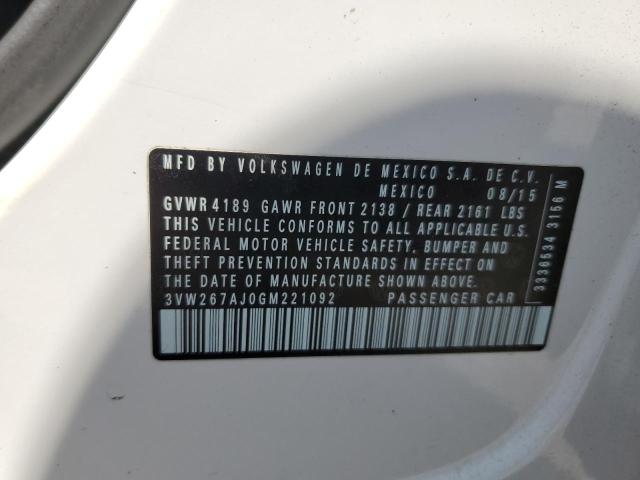 MFD BY VOLKSWAGEN DE MEXICO S.A. DE C.V.
MEXICO 08/15
GVWR 4189 GAWR FRONT 2138 / REAR 2161 LBS
THIS VEHICLE CONFORMS TO ALL APPLICABLE U.S.
FEDERAL MOTOR VEHICLE SAFETY, BUMPER AND
THEFT PREVENTION STANDARDS IN EFFECT ON
THE DATE OF MANUFACTURE SHOWN ABOVE.
3VW267AJ0GM221092 PASSENGER CAR
3336534 3156 M